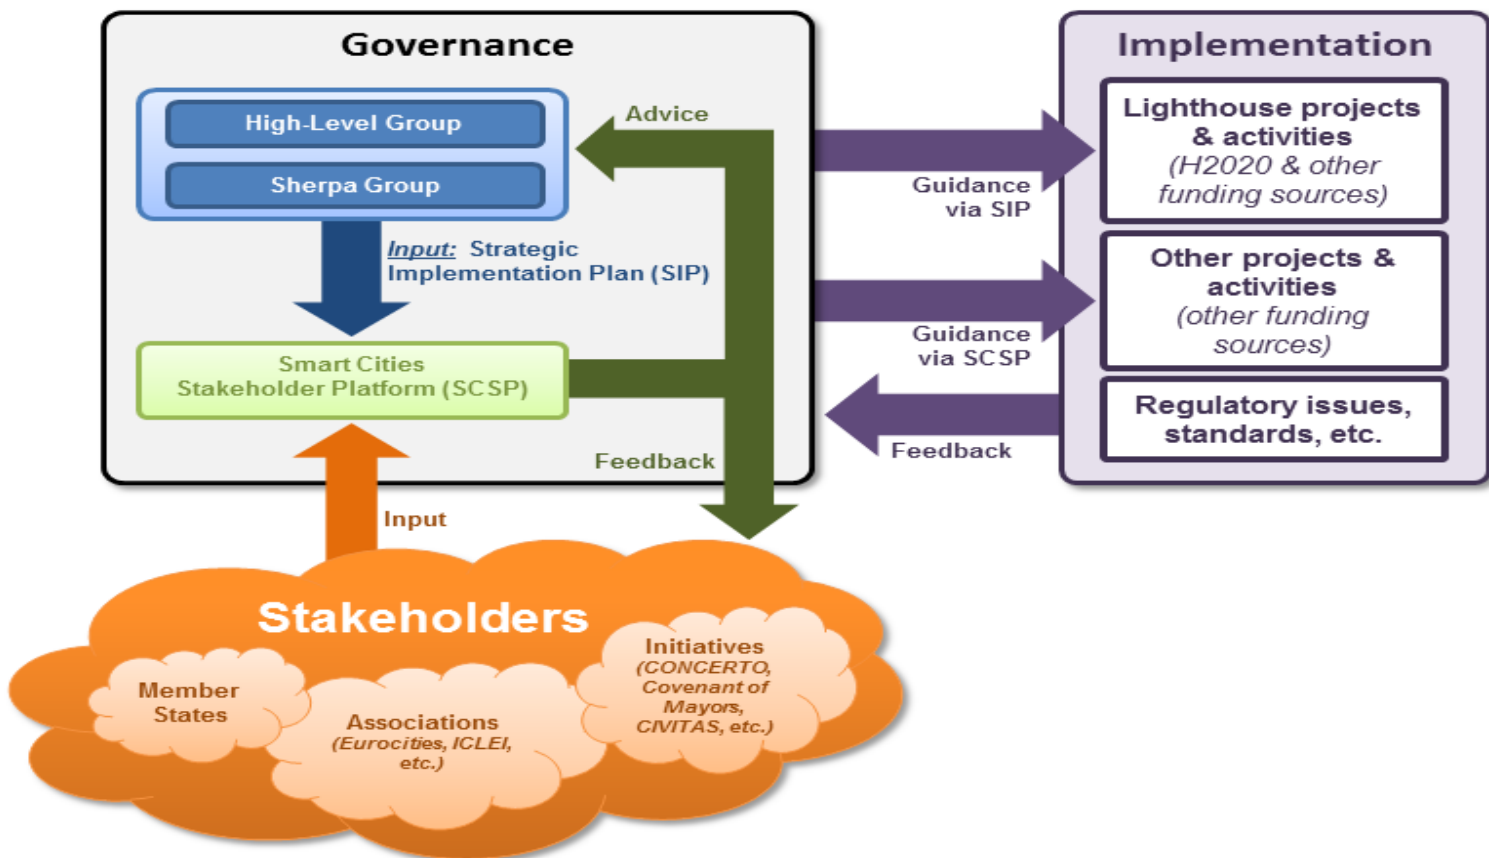 Governance
High-Level Group
Sherpa Group
Advice
Input: Strategic
Implementation Plan (SIP)
Smart Cities
Stakeholder Platform (SCSP)
Feedback
Input
Guidance
via SIP
Guidance
via SCSP
Feedback
Implementation
Lighthouse projects
& activities
(H2020 & other
funding sources)
Other projects &
activities
(other funding
sources)
Regulatory issues,
standards, etc.
Stakeholders
Member
States
Associations
(Eurocities, ICLEI,
etc.)
Initiatives
(CONCERTO,
Covenant of
Mayors,
CIVITAS, etc.)